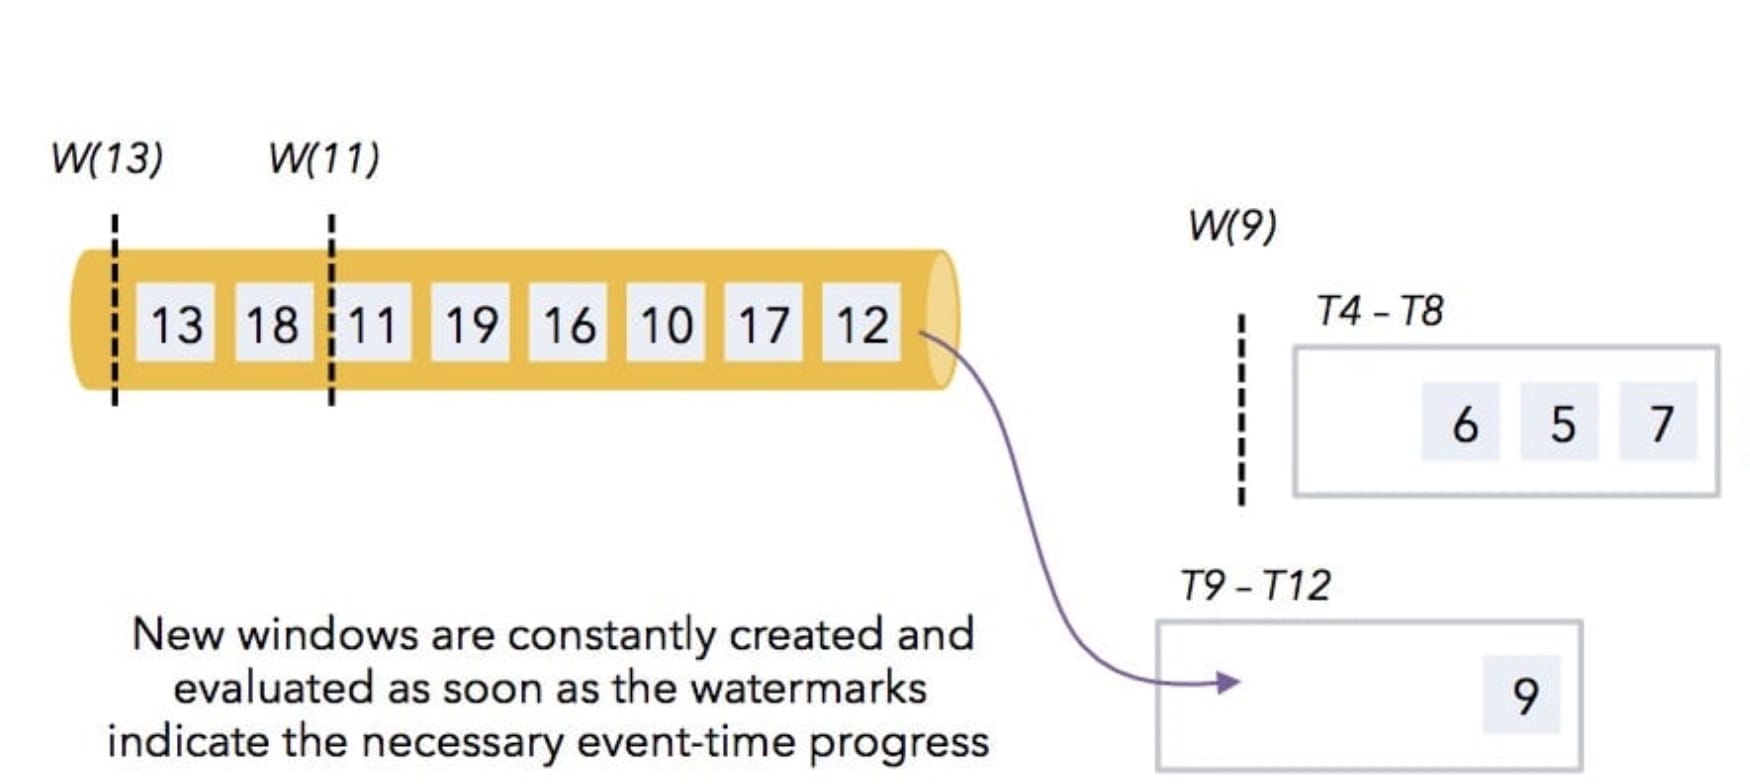 W(13) W(11)
W(9)
T4 – T8
13 18 11 19 16 10 17 12
6 5 7
T9 – T12
New windows are constantly created and
evaluated as soon as the watermarks
indicate the necessary event-time progress
9